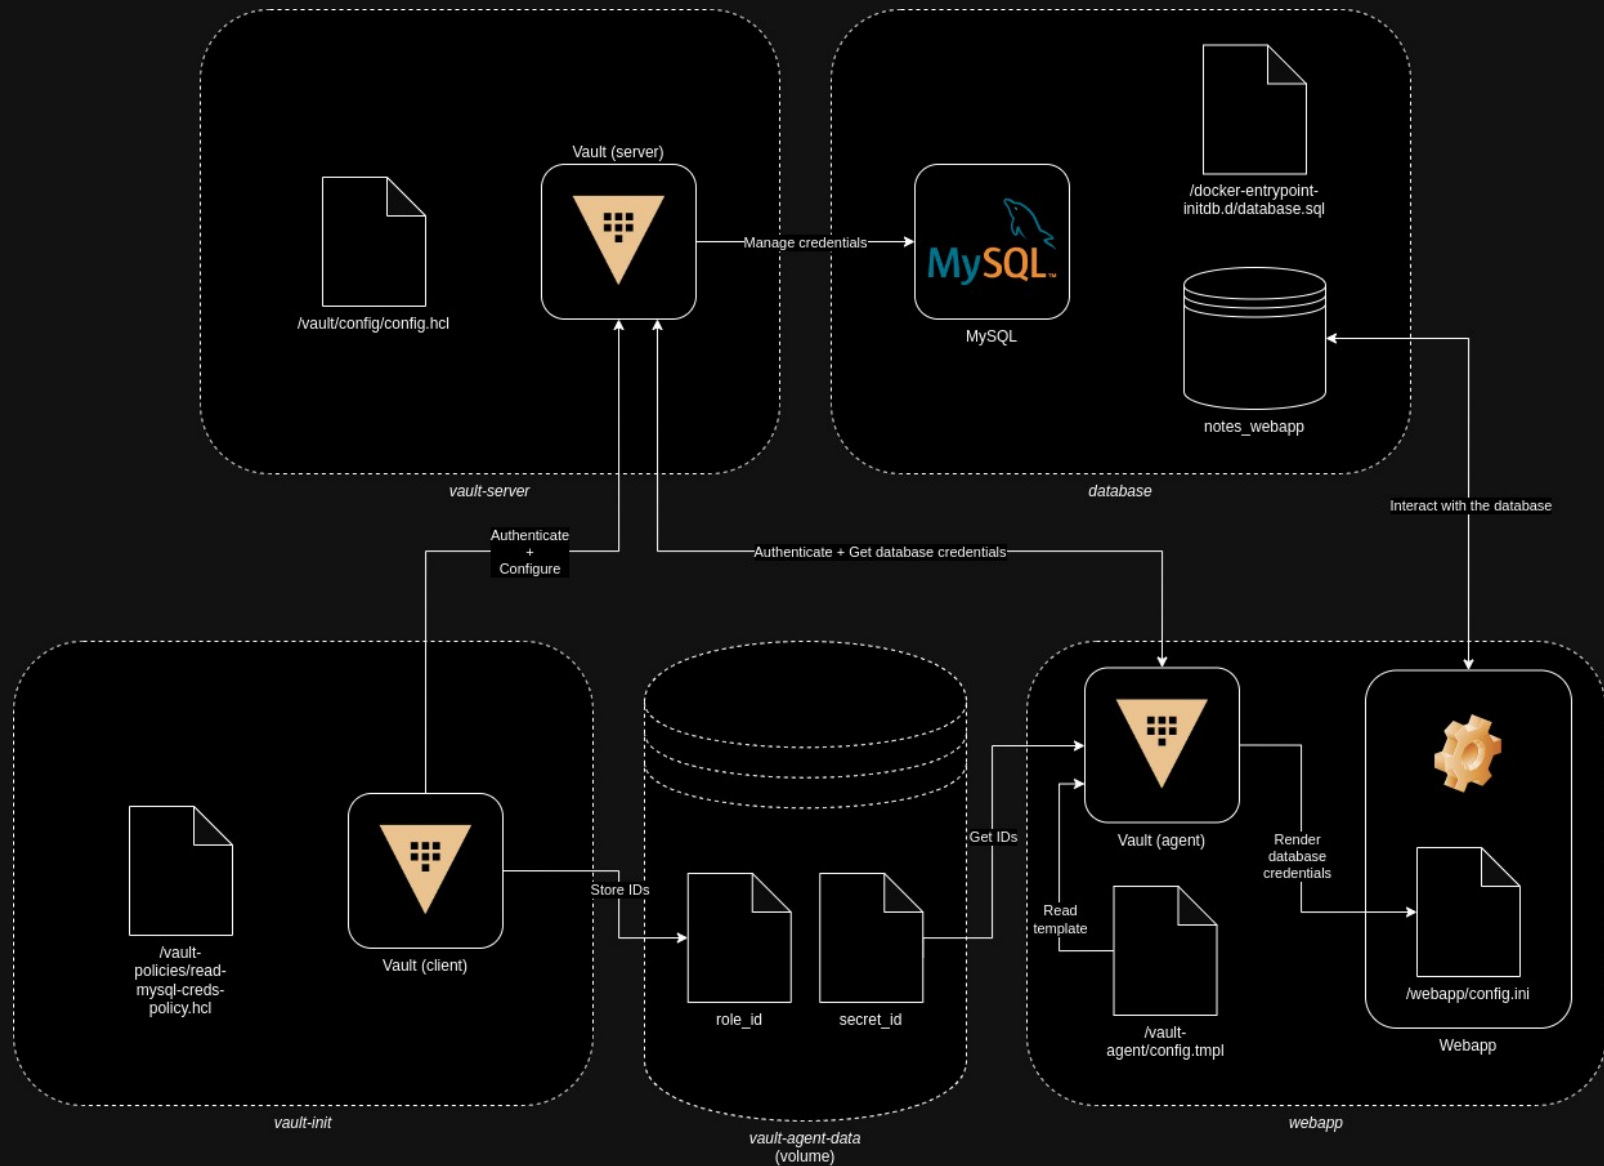 Vault (server)
/vault/config/config.hcl
vault-server
Manage credentials
MySQL™
MySQL
/docker-entrypoint-
initdb.d/database.sql
notes_webapp
database
Authenticate
+
Configure
Authenticate + Get database credentials
Interact with the database
/vault-
policies/read-
mysql-creds-
policy.hcl
Vault (client)
vault-init
Store IDs
role_id
secret_id
vault-agent-data
(volume)
Get IDs
Vault (agent)
Read
template
/vault-
agent/config.tmpl
Render
database
credentials
/webapp/config.ini
Webapp
webapp